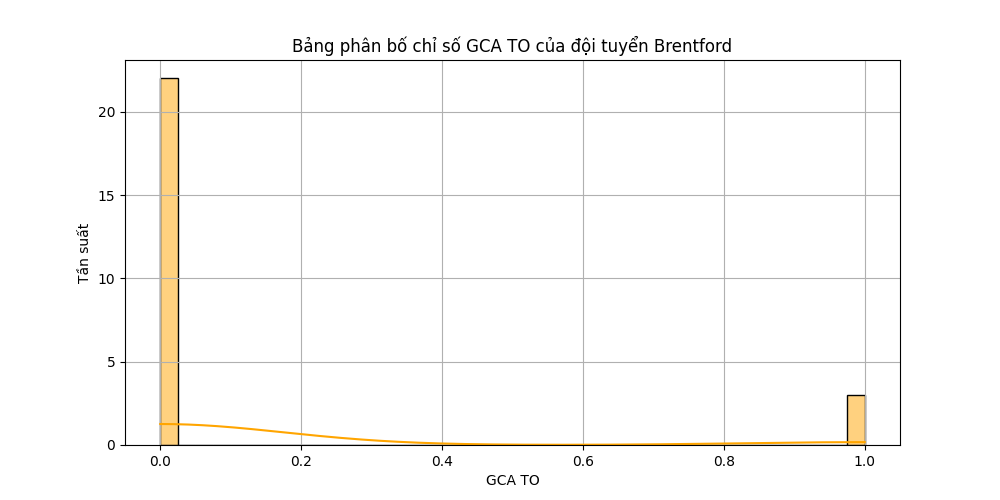 Bảng phân bố chỉ số GCA TO của đội tuyển Brentford
Tần suất
20
15
10
5
0
0.0 0.2 0.4 0.6 0.8 1.0
GCA TO